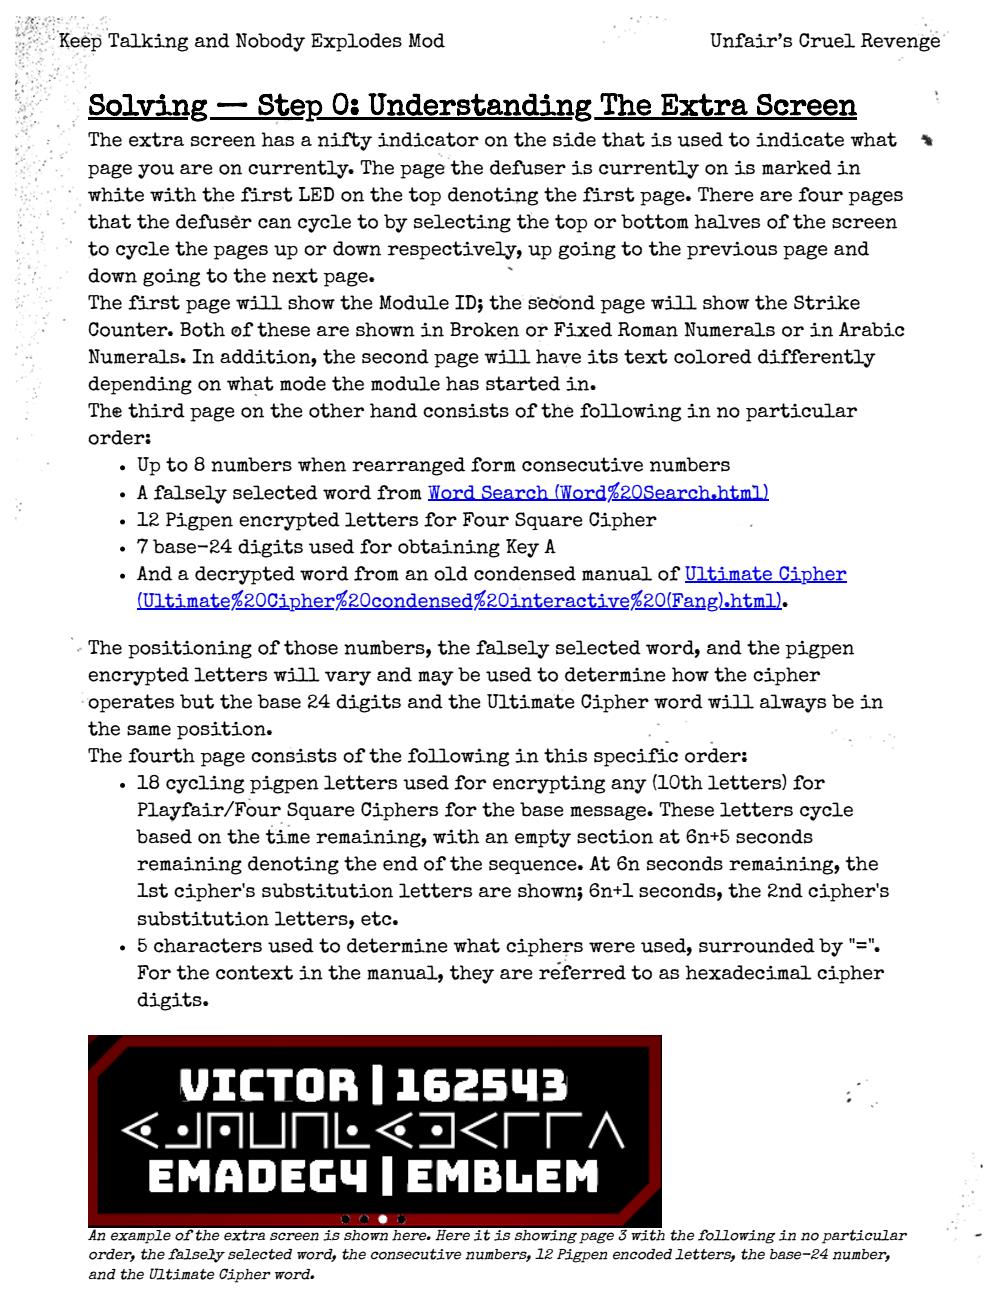 Keep Talking and Nobody Explodes Mod
Unfair's Cruel Revenge
Solving — Step 0: Understanding The Extra Screen
The extra screen has a nifty indicator on the side that is used to indicate what
page you are on currently. The page the defuser is currently on is marked in
white with the first LED on the top denoting the first page. There are four pages
that the defuser can cycle to by selecting the top or bottom halves of the screen
to cycle the pages up or down respectively, up going to the previous page and
down going to the next page.
The first page will show the Module ID; the second page will show the Strike
Counter. Both of these are shown in Broken or Fixed Roman Numerals or in Arabic
Numerals. In addition, the second page will have its text colored differently
depending on what mode the module has started in.
The third page on the other hand consists of the following in no particular
order:
• Up to 8 numbers when rearranged form consecutive numbers
• A falsely selected word from Word Search (Word%20Search.html)
• 12 Pigpen encrypted letters for Four Square Cipher
• 7 base-24 digits used for obtaining Key A
• And a decrypted word from an old condensed manual of Ultimate Cipher
(Ultimate%20Cipher%20condensed%20interactive%20(Fang).html).
The positioning of those numbers, the falsely selected word, and the pigpen
encrypted letters will vary and may be used to determine how the cipher
operates but the base 24 digits and the Ultimate Cipher word will always be in
the same position.
The fourth page consists of the following in this specific order:
• 18 cycling pigpen letters used for encrypting any (10th letters) for
Playfair/Four Square Ciphers for the base message. These letters cycle
based on the time remaining, with an empty section at 6n+5 seconds
remaining denoting the end of the sequence. At 6n seconds remaining, the
1st cipher's substitution letters are shown; 6n+1 seconds, the 2nd cipher's
substitution letters, etc.
• 5 characters used to determine what ciphers were used, surrounded by "=".
For the context in the manual, they are referred to as hexadecimal cipher
digits.
VICTOR | 162543
EMADEG4 | EMBLEM
An example of the extra screen is shown here. Here it is showing page 3 with the following in no particular
order, the falsely selected word, the consecutive numbers, 12 Pigpen encoded letters, the base-24 number,
and the Ultimate Cipher word.